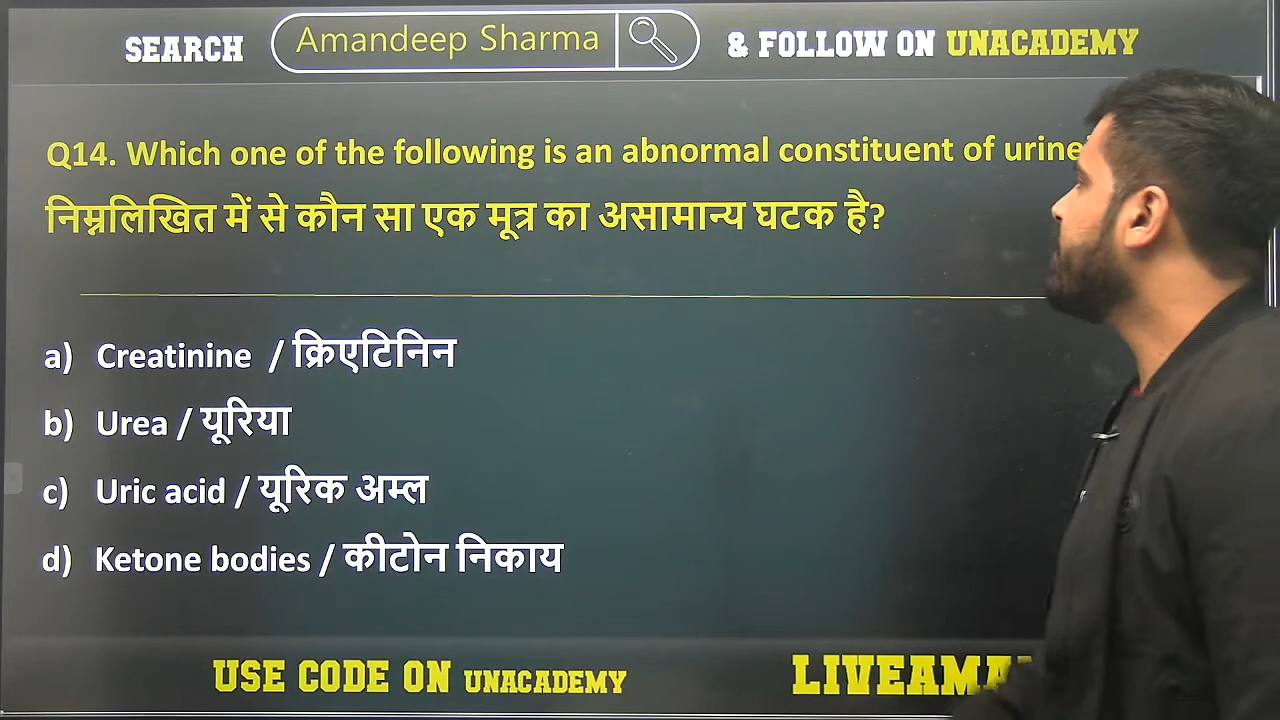 SEARCH Amandeep Sharma & FOLLOW ON UNACADEMY
Q14. Which one of the following is an abnormal constituent of urine
निम्नलिखित में से कौन सा एक मूत्र का असामान्य घटक है?
a) Creatinine / क्रिएटिनिन
b) Urea / यूरिया
c) Uric acid / यूरिक अम्ल
d) Ketone bodies / कीटोन निकाय
USE CODE ON UNACADEMY LIVEAMA